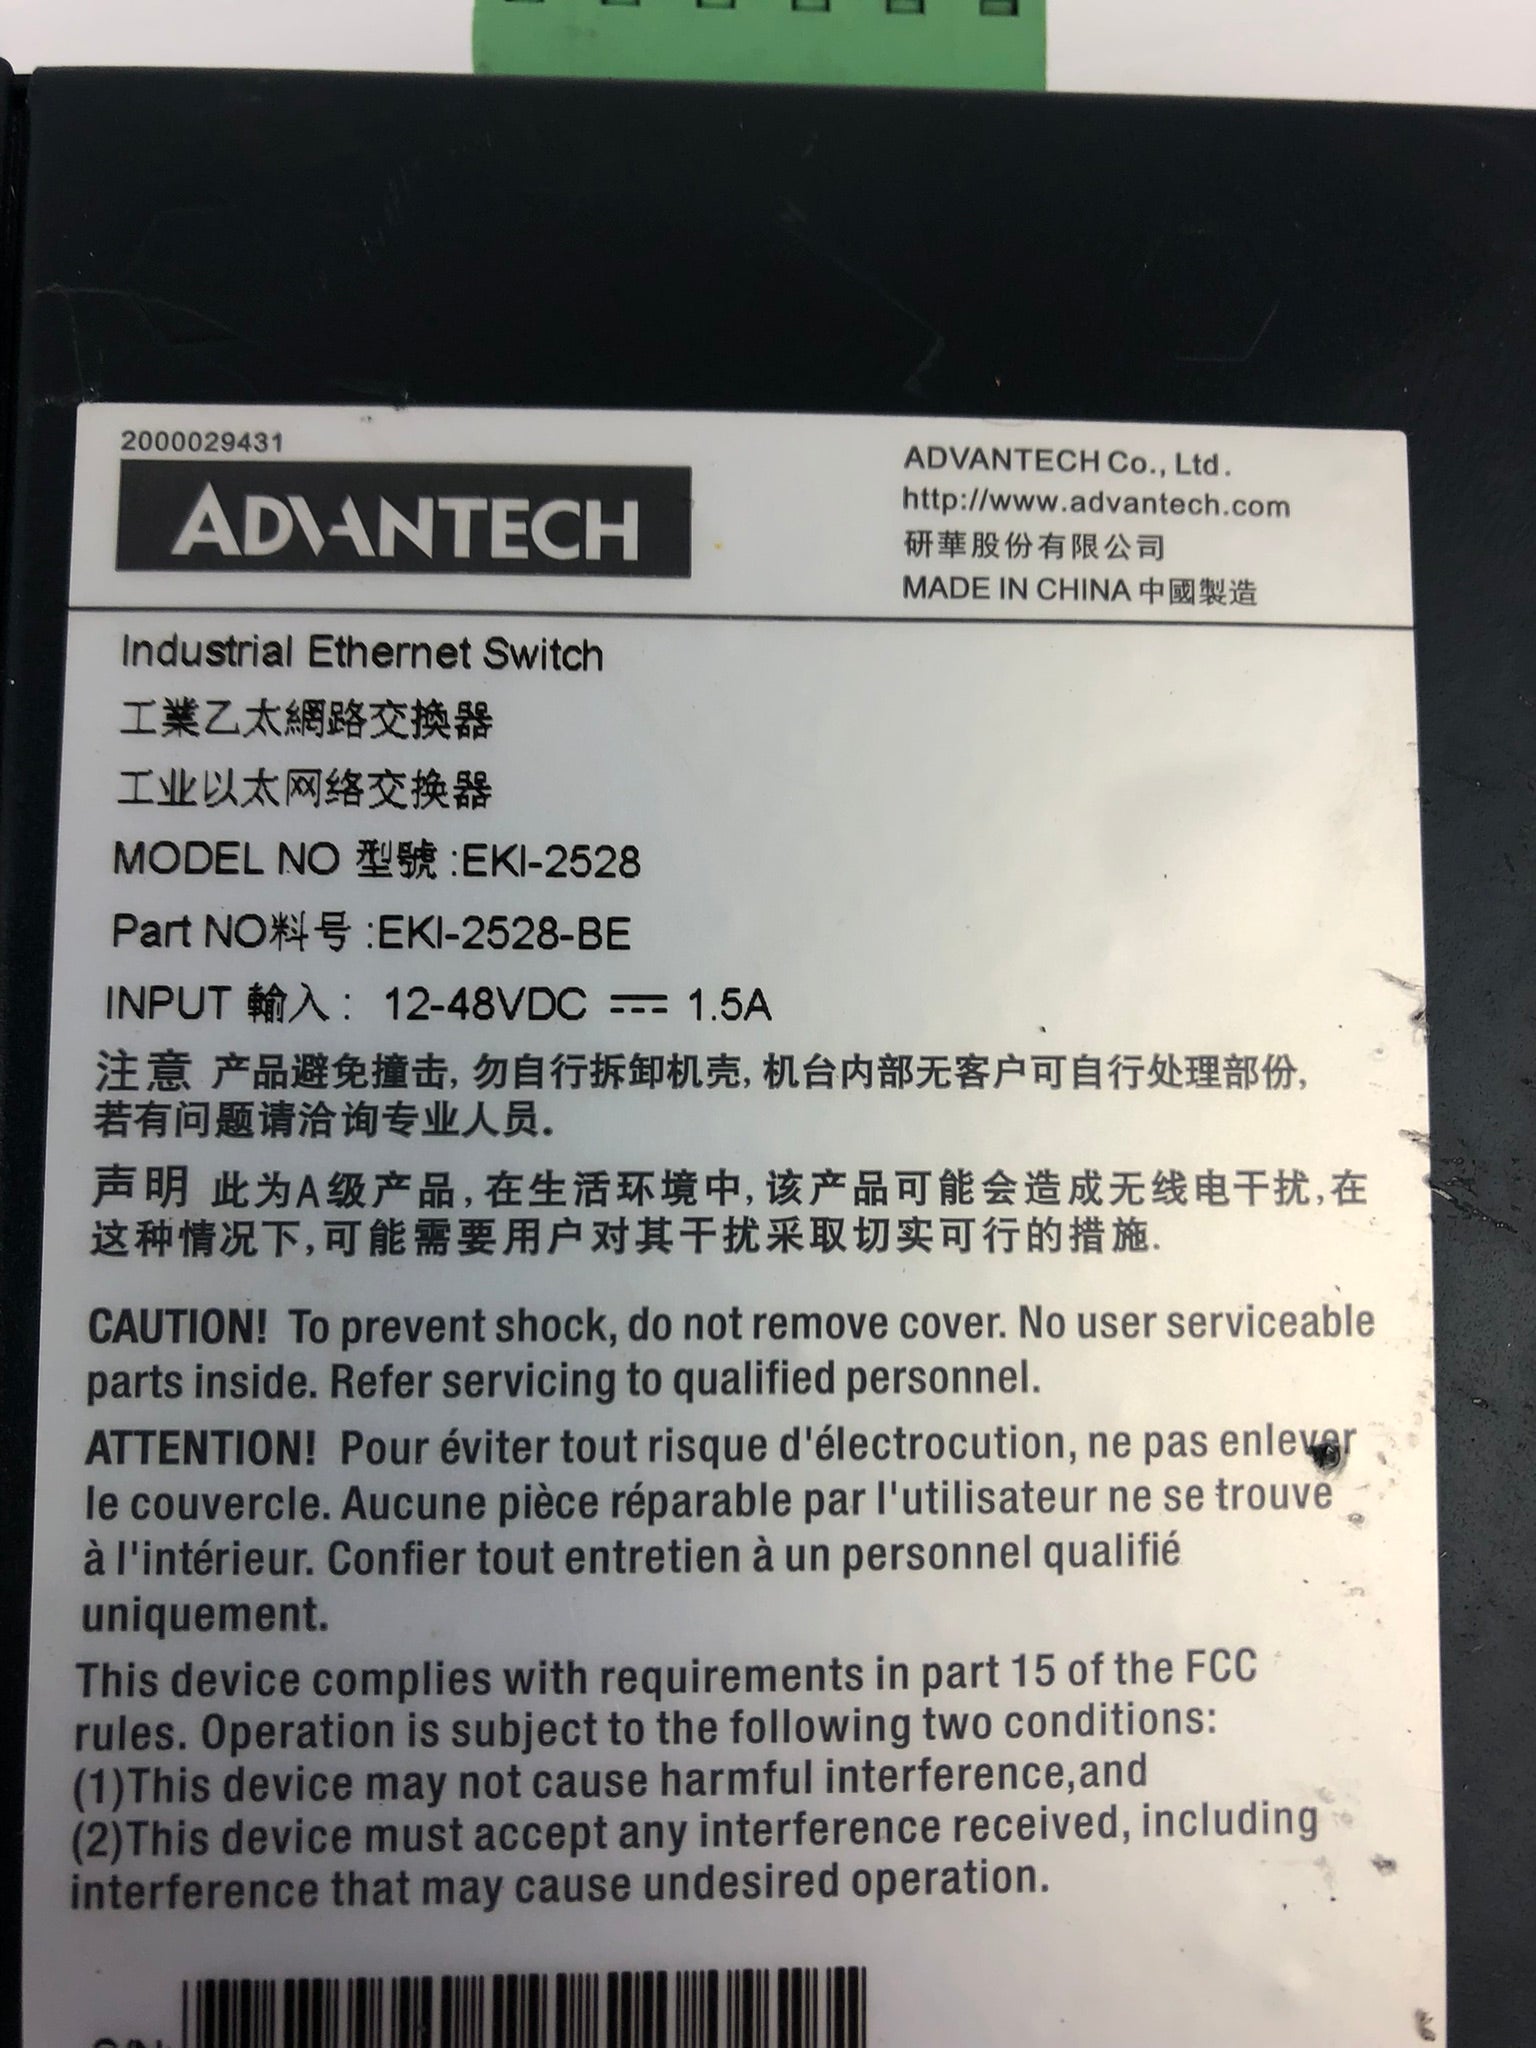 2000029431
ADVANTECH
ADVANTECH Co., Ltd.
http://www.advantech.com
研華股份有限公司
MADE IN CHINA 中國製造
Industrial Ethernet Switch
工業乙太網路交換器
工业以太网络交换器
MODEL NO 型號 :EKI-2528
Part NO料号 :EKI-2528-BE
INPUT 輸入 : 12-48VDC ⎓ 1.5A
注意 产品避免撞击, 勿自行拆卸机壳, 机台内部无客户可自行处理部份,
若有问题请洽询专业人员.
声明 此为A级产品, 在生活环境中, 该产品可能会造成无线电干扰, 在
这种情况下, 可能需要用户对其干扰采取切实可行的措施.
CAUTION! To prevent shock, do not remove cover. No user serviceable
parts inside. Refer servicing to qualified personnel.
ATTENTION! Pour éviter tout risque d'électrocution, ne pas enlever
le couvercle. Aucune pièce réparable par l'utilisateur ne se trouve
à l'intérieur. Confier tout entretien à un personnel qualifié
uniquement.
This device complies with requirements in part 15 of the FCC
rules. Operation is subject to the following two conditions:
(1)This device may not cause harmful interference,and
(2)This device must accept any interference received, including
interference that may cause undesired operation.